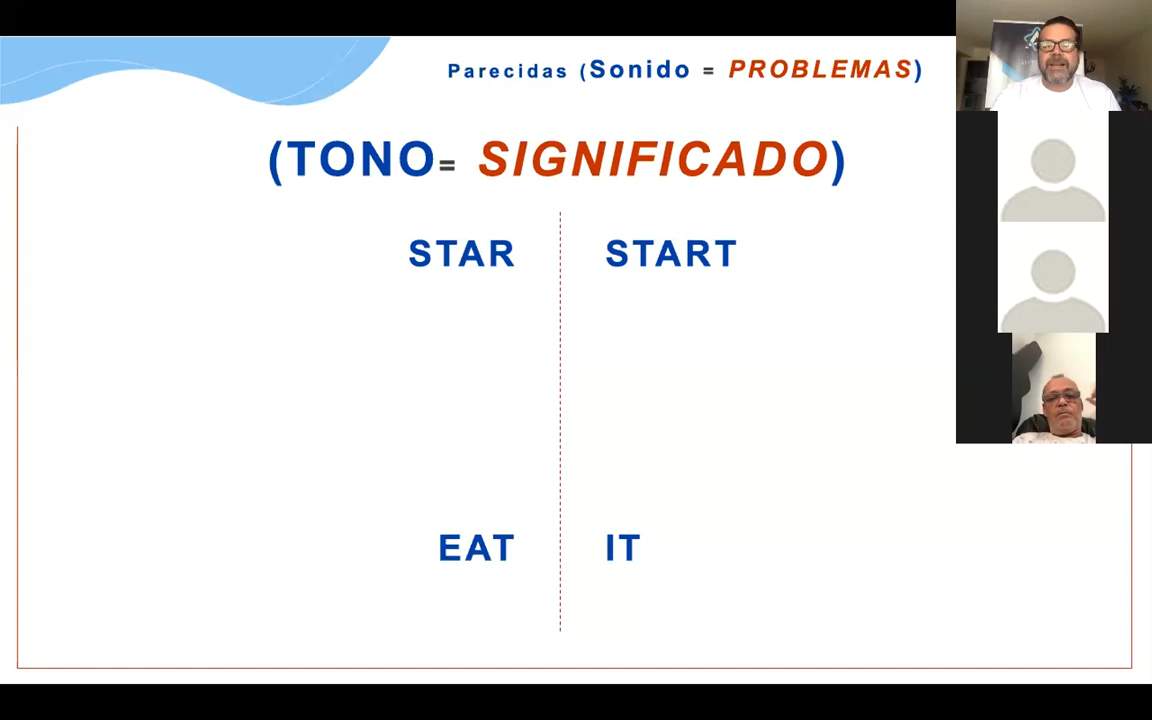 Parecidas (Sonido = PROBLEMAS)
(TONO= SIGNIFICADO)
STAR START
EAT IT